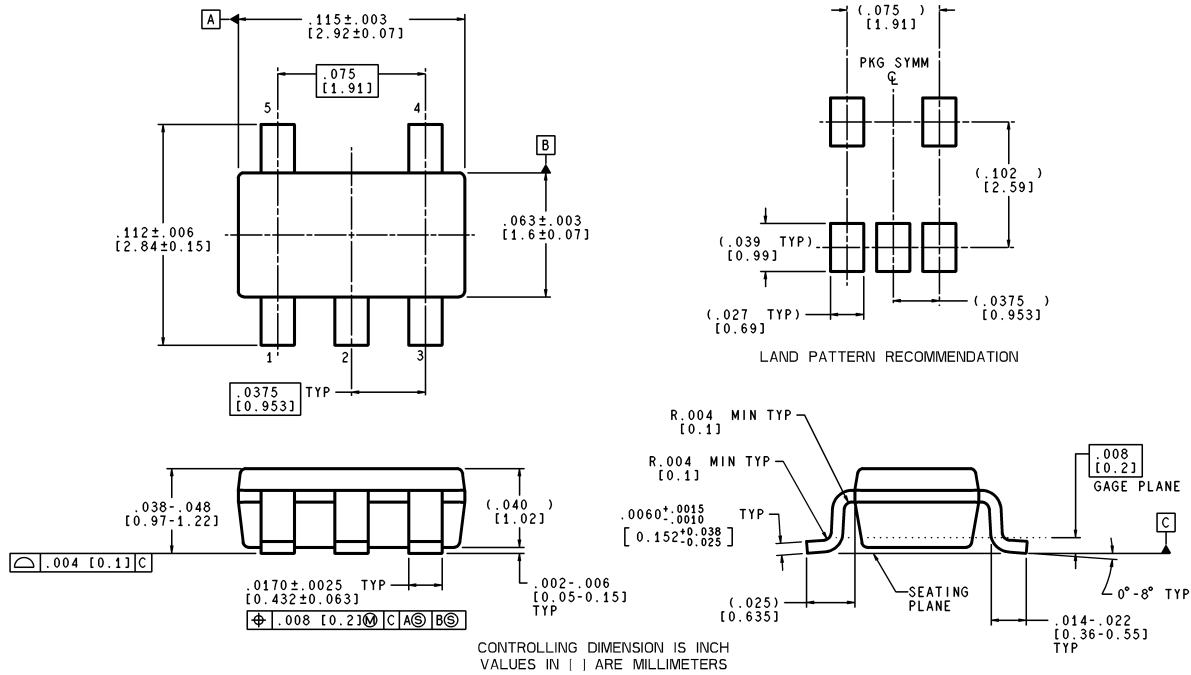 A
.115±.003
[2.92±0.07]
.075
[1.91]
5
4
B
.112±.006
[2.84±0.15]
.063±.003
[1.6±0.07]
1
2
3
.0375 TYP
[0.953]
(.075 )
[1.91]
PKG SYMM
℄
(.102 )
[2.59]
(.039 TYP)
[0.99]
(.027 TYP)
[0.69]
(.0375 )
[0.953]
LAND PATTERN RECOMMENDATION
.038-.048
[0.97-1.22]
(.040 )
[1.02]
⌓ .004 [0.1] C
.0170±.0025 TYP
[0.432±0.063]
⌖ .008 [0.2]Ⓜ C AⓈ BⓈ
.002-.006
[0.05-0.15]
TYP
R.004 MIN TYP
[0.1]
R.004 MIN TYP
[0.1]
.0060+.0015 -.0010 TYP
[0.152+0.038 -0.025]
.008
[0.2]
GAGE PLANE
C
SEATING
PLANE
0°-8° TYP
(.025)
[0.635]
.014-.022
[0.36-0.55]
TYP
CONTROLLING DIMENSION IS INCH
VALUES IN [ ] ARE MILLIMETERS